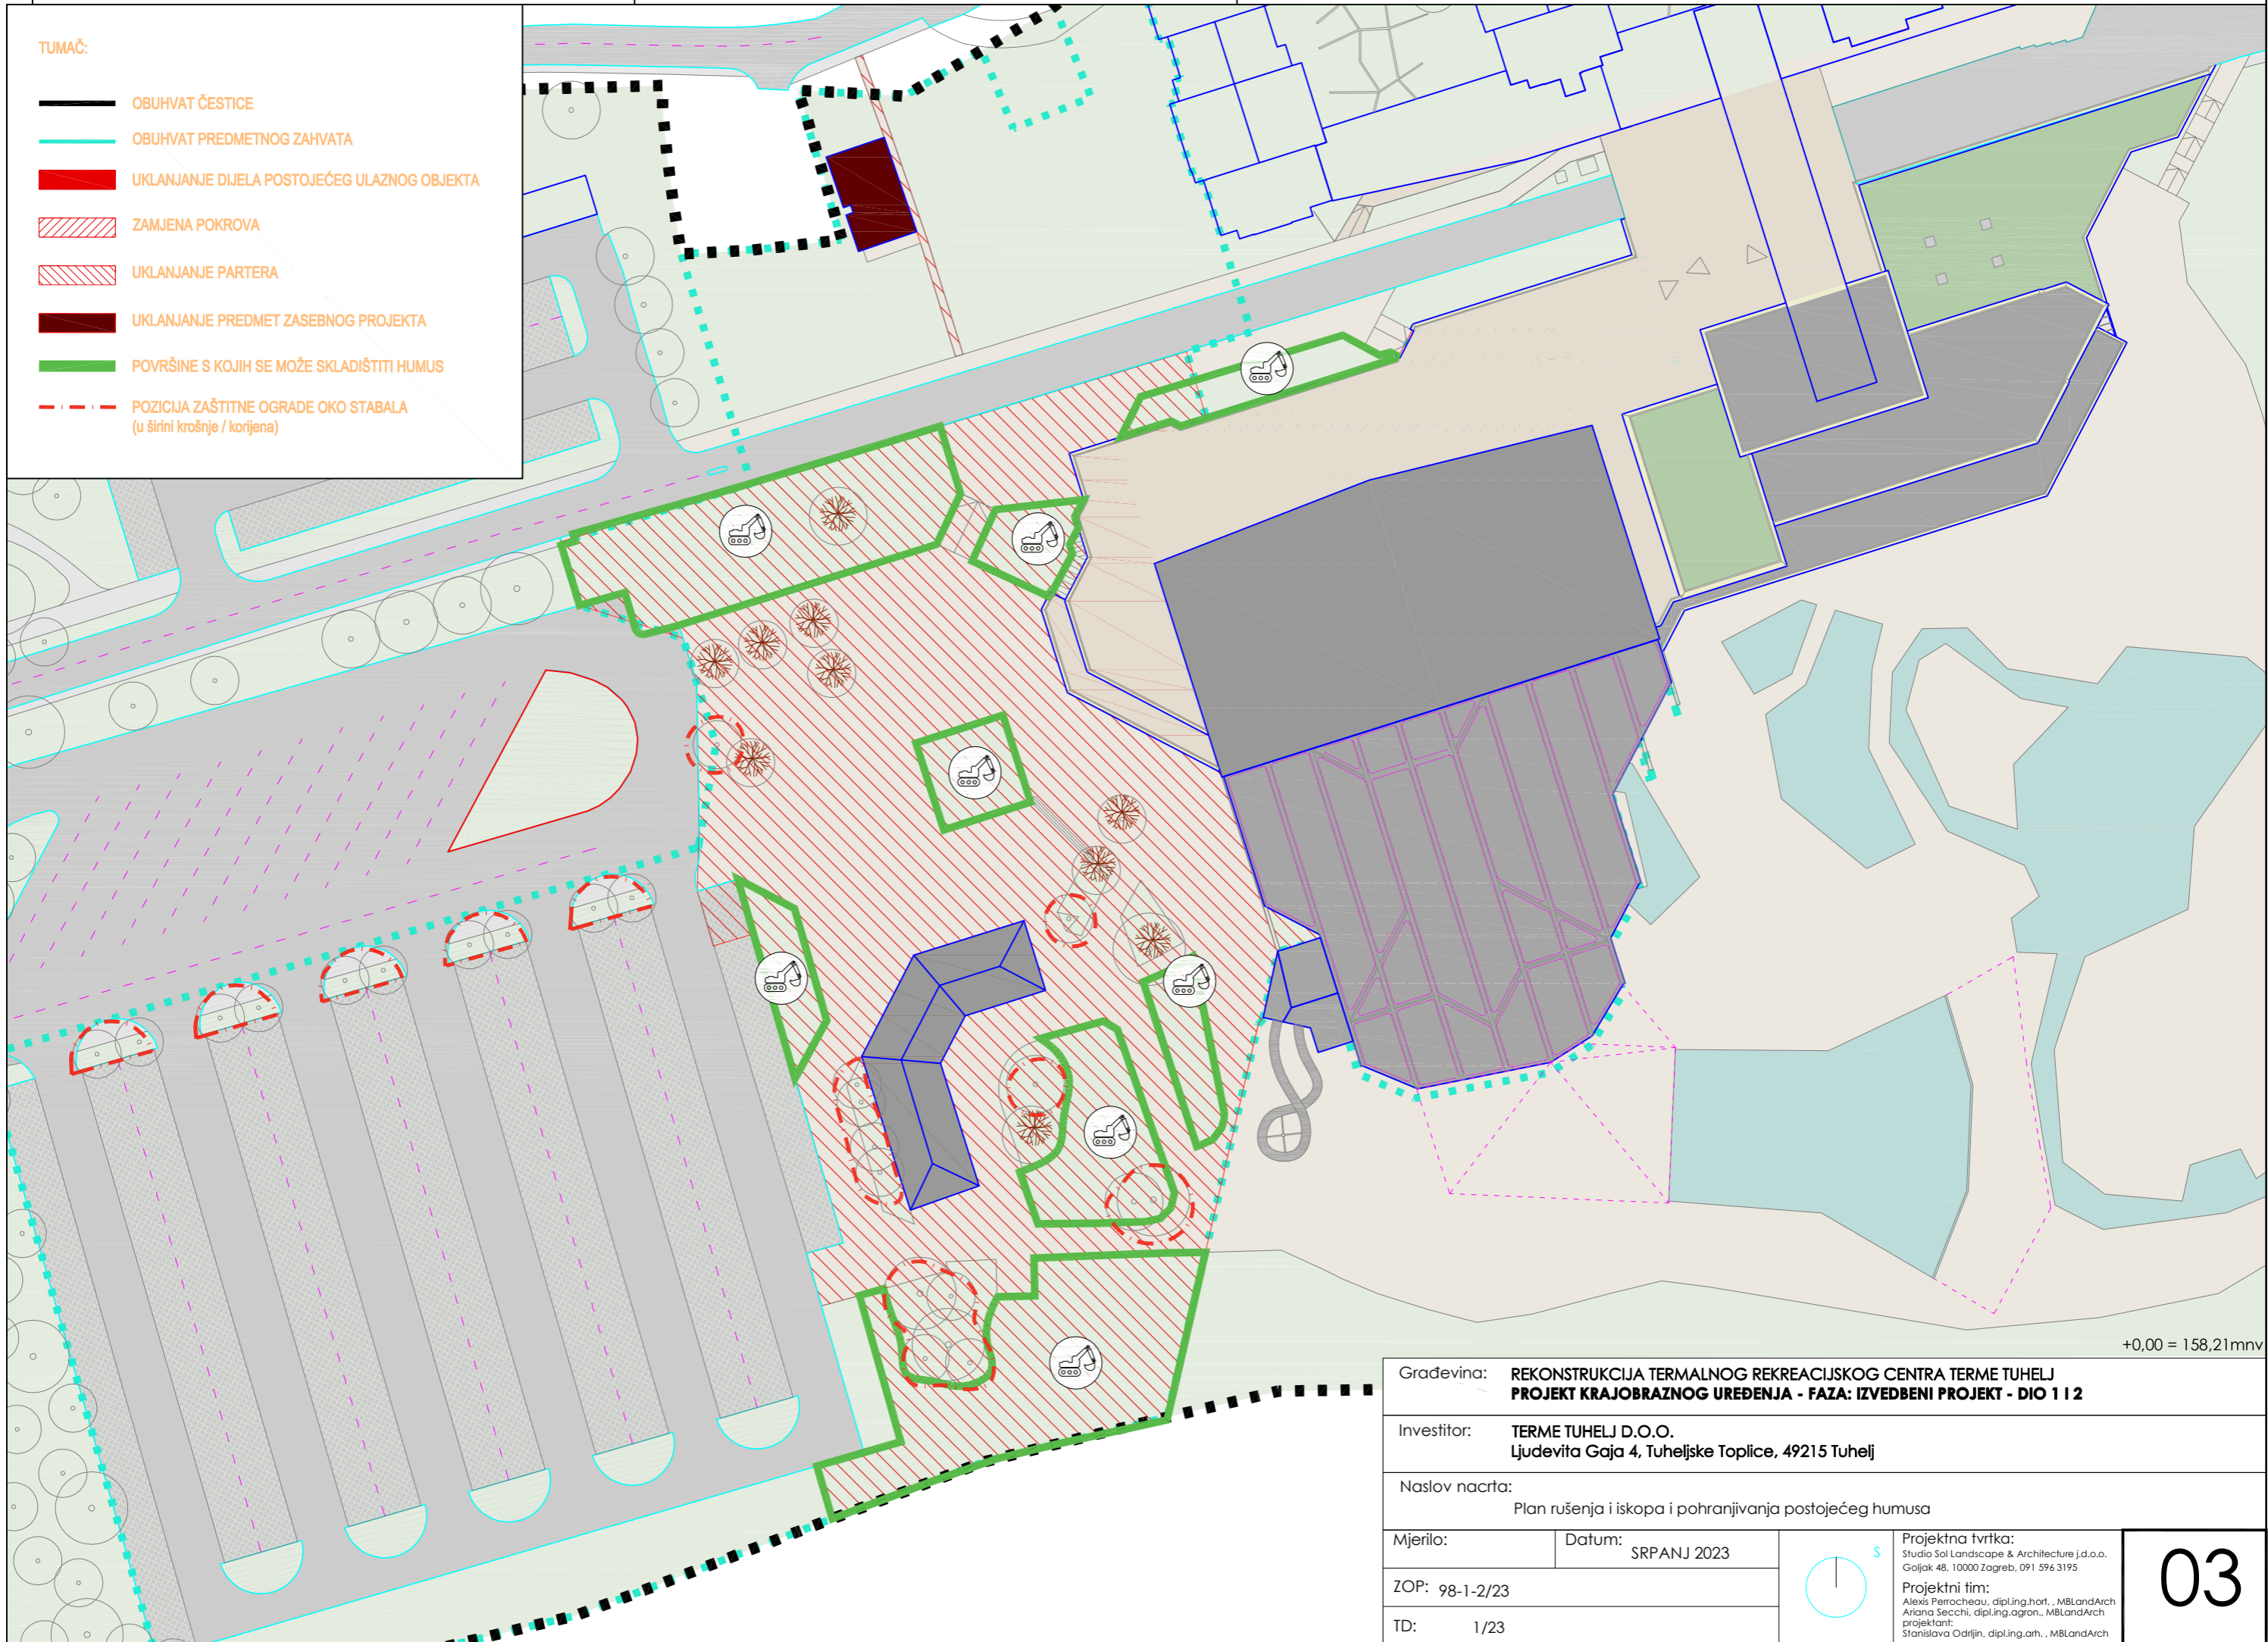 TUMAČ:
OBUHVAT ČESTICE
OBUHVAT PREDMETNOG ZAHVATA
UKLANJANJE DIJELA POSTOJEĆEG ULAZNOG OBJEKTA
ZAMJENA POKROVA
UKLANJANJE PARTERA
UKLANJANJE PREDMET ZASEBNOG PROJEKTA
POVRŠINE S KOJIH SE MOŽE SKLADIŠTITI HUMUS
POZICIJA ZAŠTITNE OGRADE OKO STABALA
(u širini krošnje / korijena)
+0,00 = 158,21mnv
Građevina: REKONSTRUKCIJA TERMALNOG REKREACIJSKOG CENTRA TERME TUHELJ
PROJEKT KRAJOBRAZNOG UREĐENJA - FAZA: IZVEDBENI PROJEKT - DIO 1 I 2
Investitor: TERME TUHELJ D.O.O.
Ljudevita Gaja 4, Tuheljske Toplice, 49215 Tuhelj
Naslov nacrta:
Plan rušenja i iskopa i pohranjivanja postojećeg humusa
Mjerilo:
Datum: SRPANJ 2023
ZOP: 98-1-2/23
TD: 1/23
S
Projektna tvrtka:
Studio Sol Landscape & Architecture j.d.o.o.
Goljak 48, 10000 Zagreb, 091 596 3195
Projektni tim:
Alexis Perrocheau, dipl.ing.hort. , MBLandArch
Ariana Secchi, dipl.ing.agron., MBLandArch
projektant:
Stanislava Odrljin, dipl.ing.arh. , MBLandArch
03